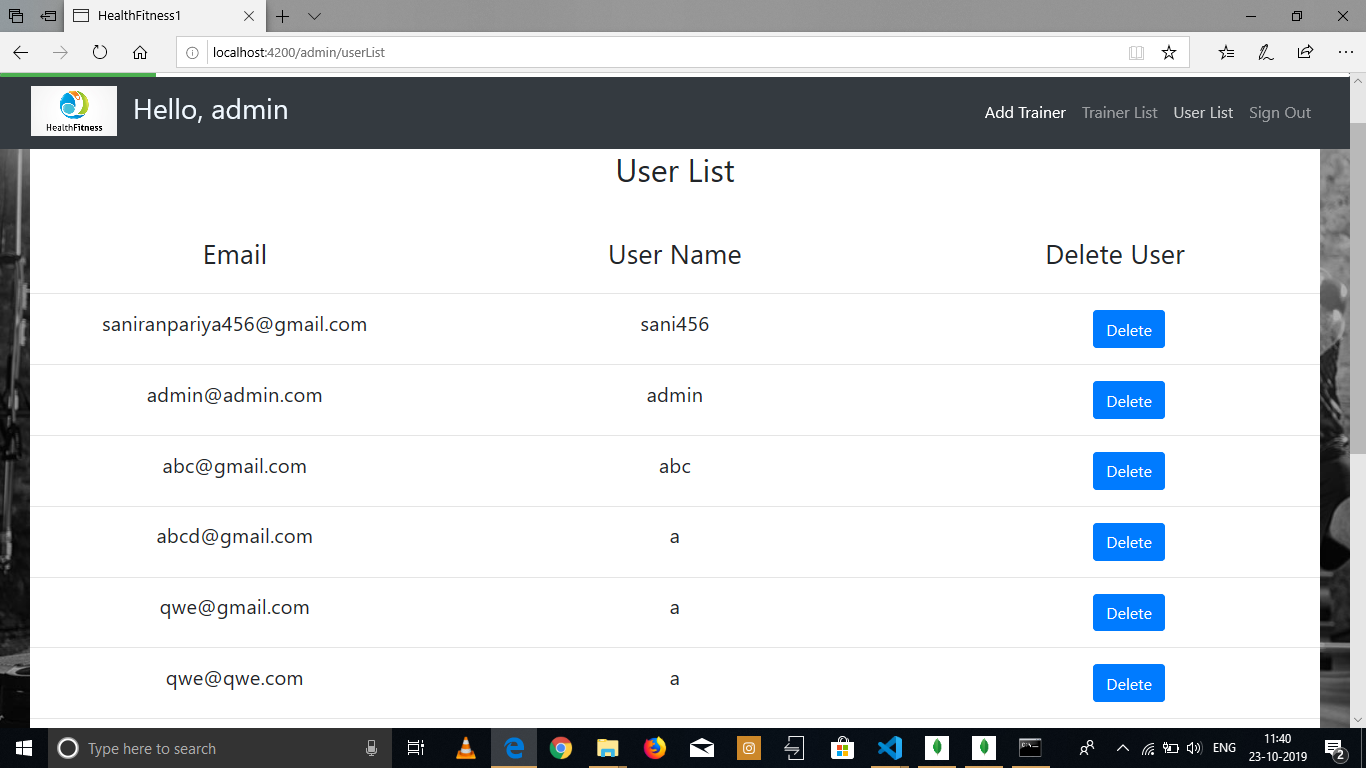 HealthFitness1
localhost:4200/admin/userList
HealthFitness
Hello, admin
Add Trainer Trainer List User List Sign Out
User List
Email User Name Delete User
saniranpariya456@gmail.com sani456 Delete
admin@admin.com admin Delete
abc@gmail.com abc Delete
abcd@gmail.com a Delete
qwe@gmail.com a Delete
qwe@qwe.com a Delete
Type here to search
ENG
11:40
23-10-2019
2